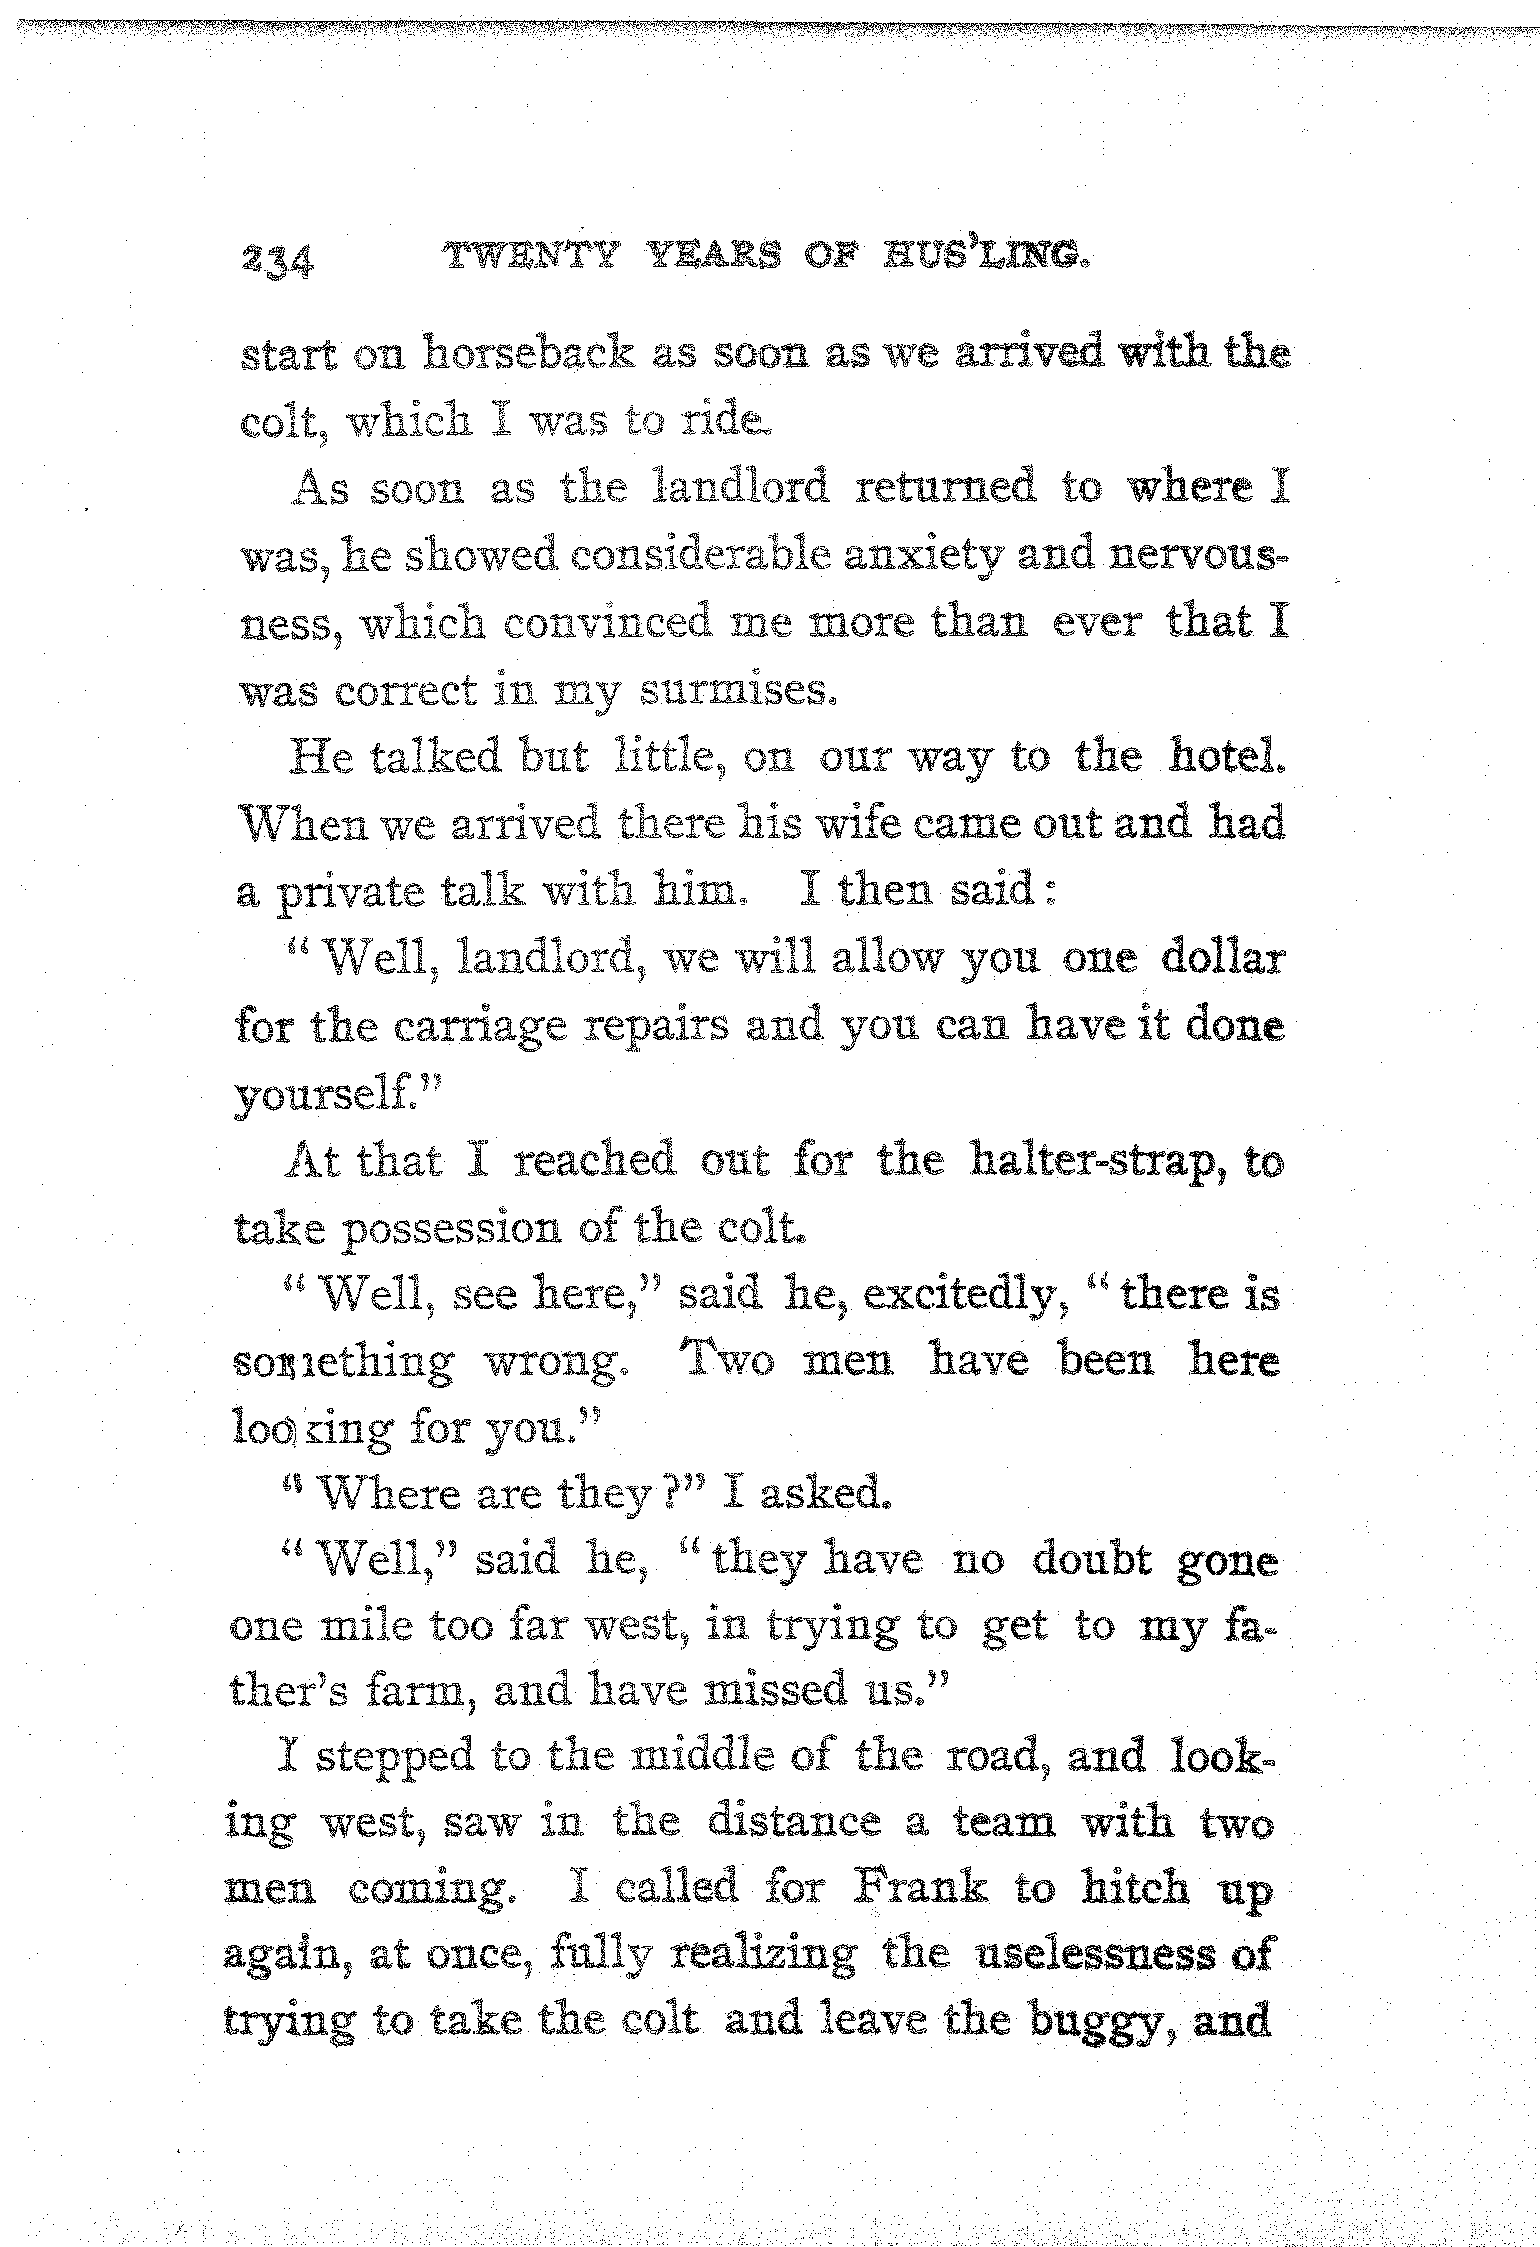 234 TWENTY YEARS OF HUS'LING.
start on horseback as soon as we arrived with the
colt, which I was to ride.
As soon as the landlord returned to where I
was, he showed considerable anxiety and nervous-
ness, which convinced me more than ever that I
was correct in my surmises.
He talked but little, on our way to the hotel.
When we arrived there his wife came out and had
a private talk with him. I then said:
"Well, landlord, we will allow you one dollar
for the carriage repairs and you can have it done
yourself."
At that I reached out for the halter-strap, to
take possession of the colt.
"Well, see here," said he, excitedly, "there is
something wrong. Two men have been here
looking for you."
"Where are they?" I asked.
"Well," said he, "they have no doubt gone
one mile too far west, in trying to get to my fa-
ther's farm, and have missed us."
I stepped to the middle of the road, and look-
ing west, saw in the distance a team with two
men coming. I called for Frank to hitch up
again, at once, fully realizing the uselessness of
trying to take the colt and leave the buggy, and